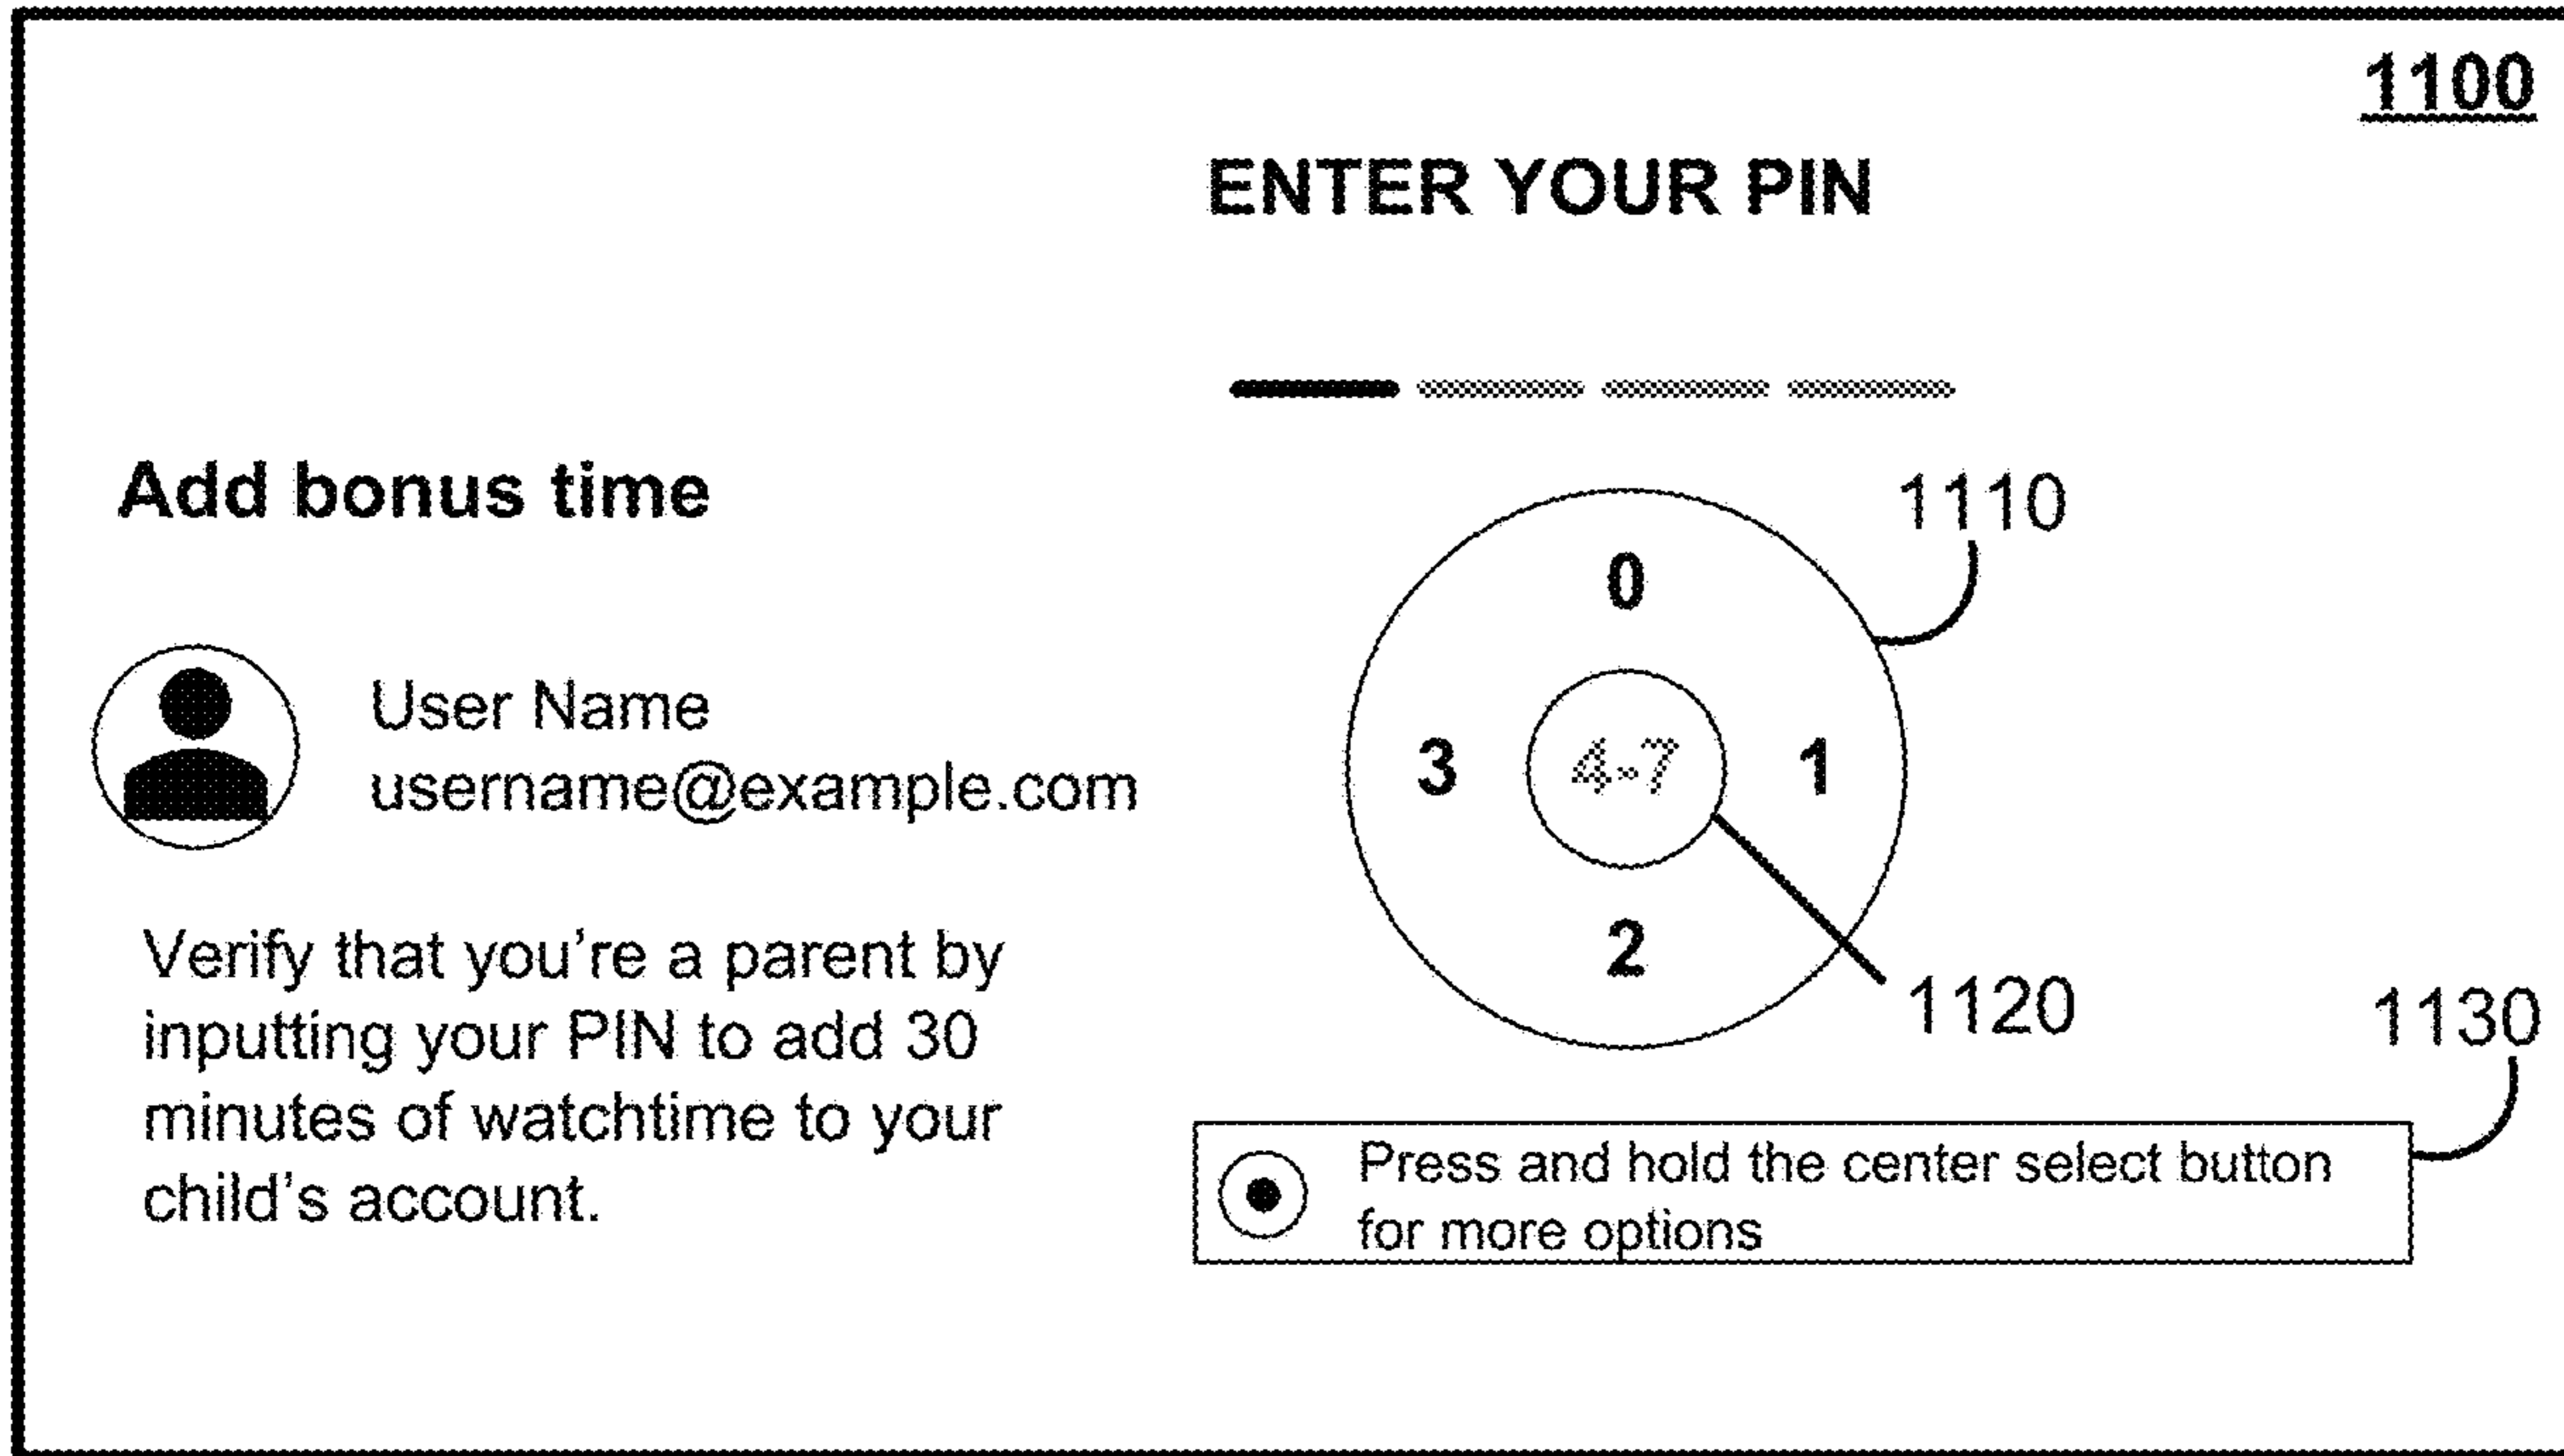 1100
ENTER YOUR PIN
Add bonus time
User Name
username@example.com
Verify that you're a parent by
inputting your PIN to add 30
minutes of watchtime to your
child's account.
1110
0
3
4-7
1
2
1120
1130
Press and hold the center select button
for more options